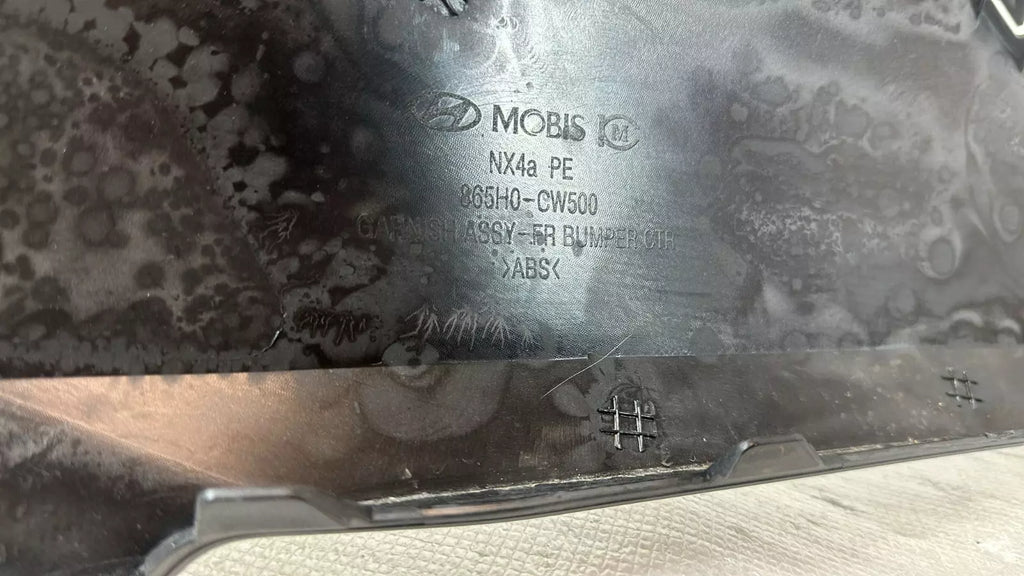 MOBIS M
NX4a PE
865H0-CW500
GARNISH ASSY-FR BUMPER CTR
>ABS<